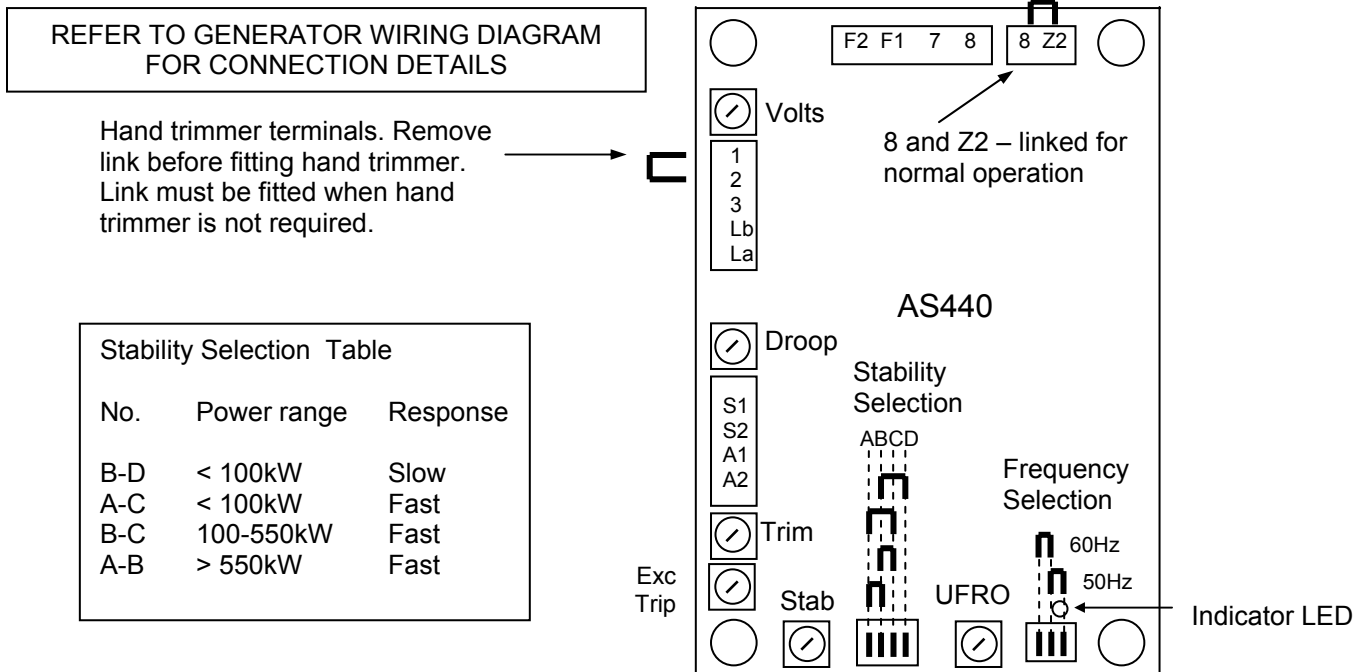 REFER TO GENERATOR WIRING DIAGRAM
FOR CONNECTION DETAILS
Hand trimmer terminals. Remove
link before fitting hand trimmer.
Link must be fitted when hand
trimmer is not required.
F2 F1 7 8
8 Z2
Volts
8 and Z2 – linked for
normal operation
1
2
3
Lb
La
AS440
Stability Selection Table
No. Power range Response
B-D < 100kW Slow
A-C < 100kW Fast
B-C 100-550kW Fast
A-B > 550kW Fast
Droop
S1
S2
A1
A2
Stability
Selection
ABCD
Frequency
Selection
Trim
60Hz
50Hz
Exc
Trip
Stab
UFRO
Indicator LED